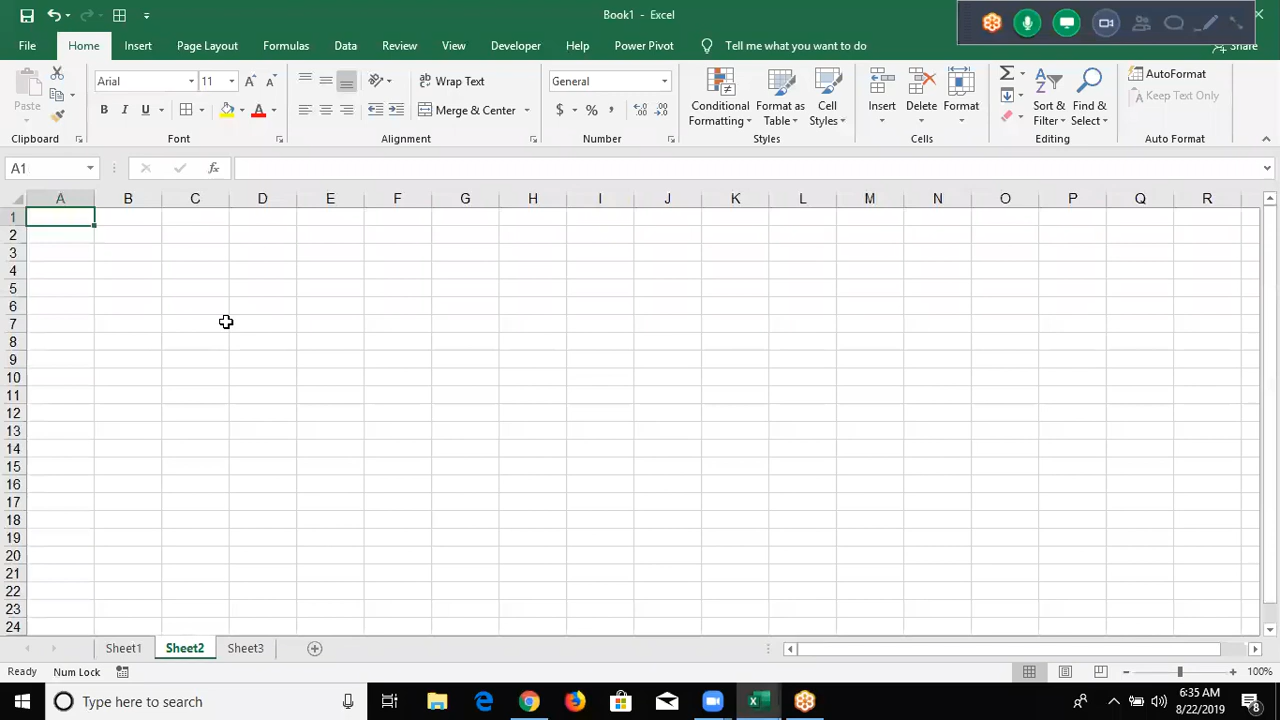 Book1 - Excel
Share
File Home Insert Page Layout Formulas Data Review View Developer Help Power Pivot Tell me what you want to do
Paste
Clipboard
Arial 11
B I U
Font
Wrap Text
Merge & Center
Alignment
General
$ % ,
Number
Conditional Formatting
Format as Table
Cell Styles
Styles
Insert
Delete
Format
Cells
Sort & Filter
Find & Select
Editing
AutoFormat
Keep Text Only
Auto Format
A1
fx
A B C D E F G H I J K L M N O P Q R
1
2
3
4
5
6
7
8
9
10
11
12
13
14
15
16
17
18
19
20
21
22
23
24
Sheet1 Sheet2 Sheet3
Ready Num Lock 100%
Type here to search
6:35 AM
8/22/2019
8